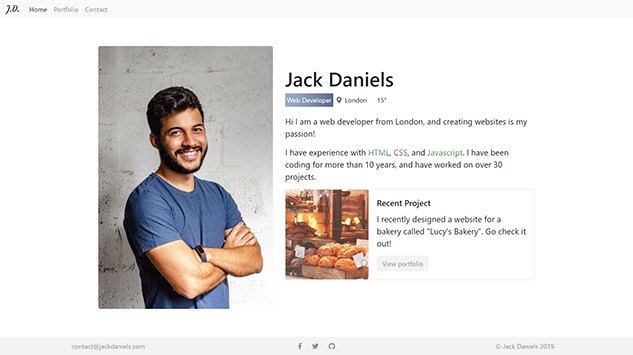 J.D. Home Portfolio Contact
Jack Daniels
Web Developer London 15°
Hi I am a web developer from London, and creating websites is my
passion!
I have experience with HTML, CSS, and Javascript. I have been
coding for more than 10 years, and have worked on over 30
projects.
Recent Project
I recently designed a website for a
bakery called "Lucy's Bakery". Go check it
out!
View portfolio
contact@jackdaniels.com © Jack Daniels 2019